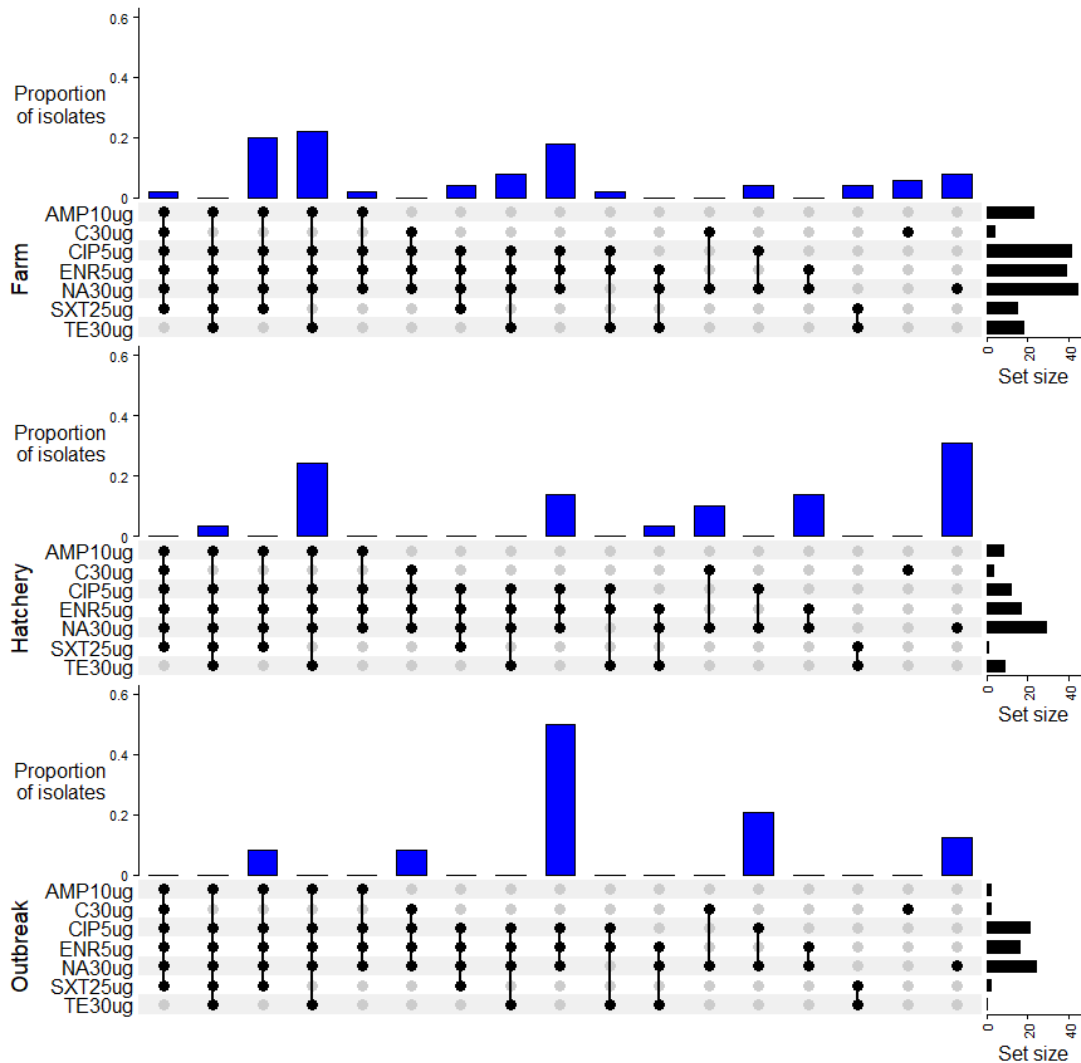 0.6
0.4
Proportion
of isolates
0.2
0
AMP10ug
C30ug
CIP5ug
ENR5ug
NA30ug
SXT25ug
TE30ug
Farm
0 20 40
Set size
0.6
0.4
Proportion
of isolates
0.2
0
AMP10ug
C30ug
CIP5ug
ENR5ug
NA30ug
SXT25ug
TE30ug
Hatchery
0 20 40
Set size
0.6
0.4
Proportion
of isolates
0.2
0
AMP10ug
C30ug
CIP5ug
ENR5ug
NA30ug
SXT25ug
TE30ug
Outbreak
0 20 40
Set size